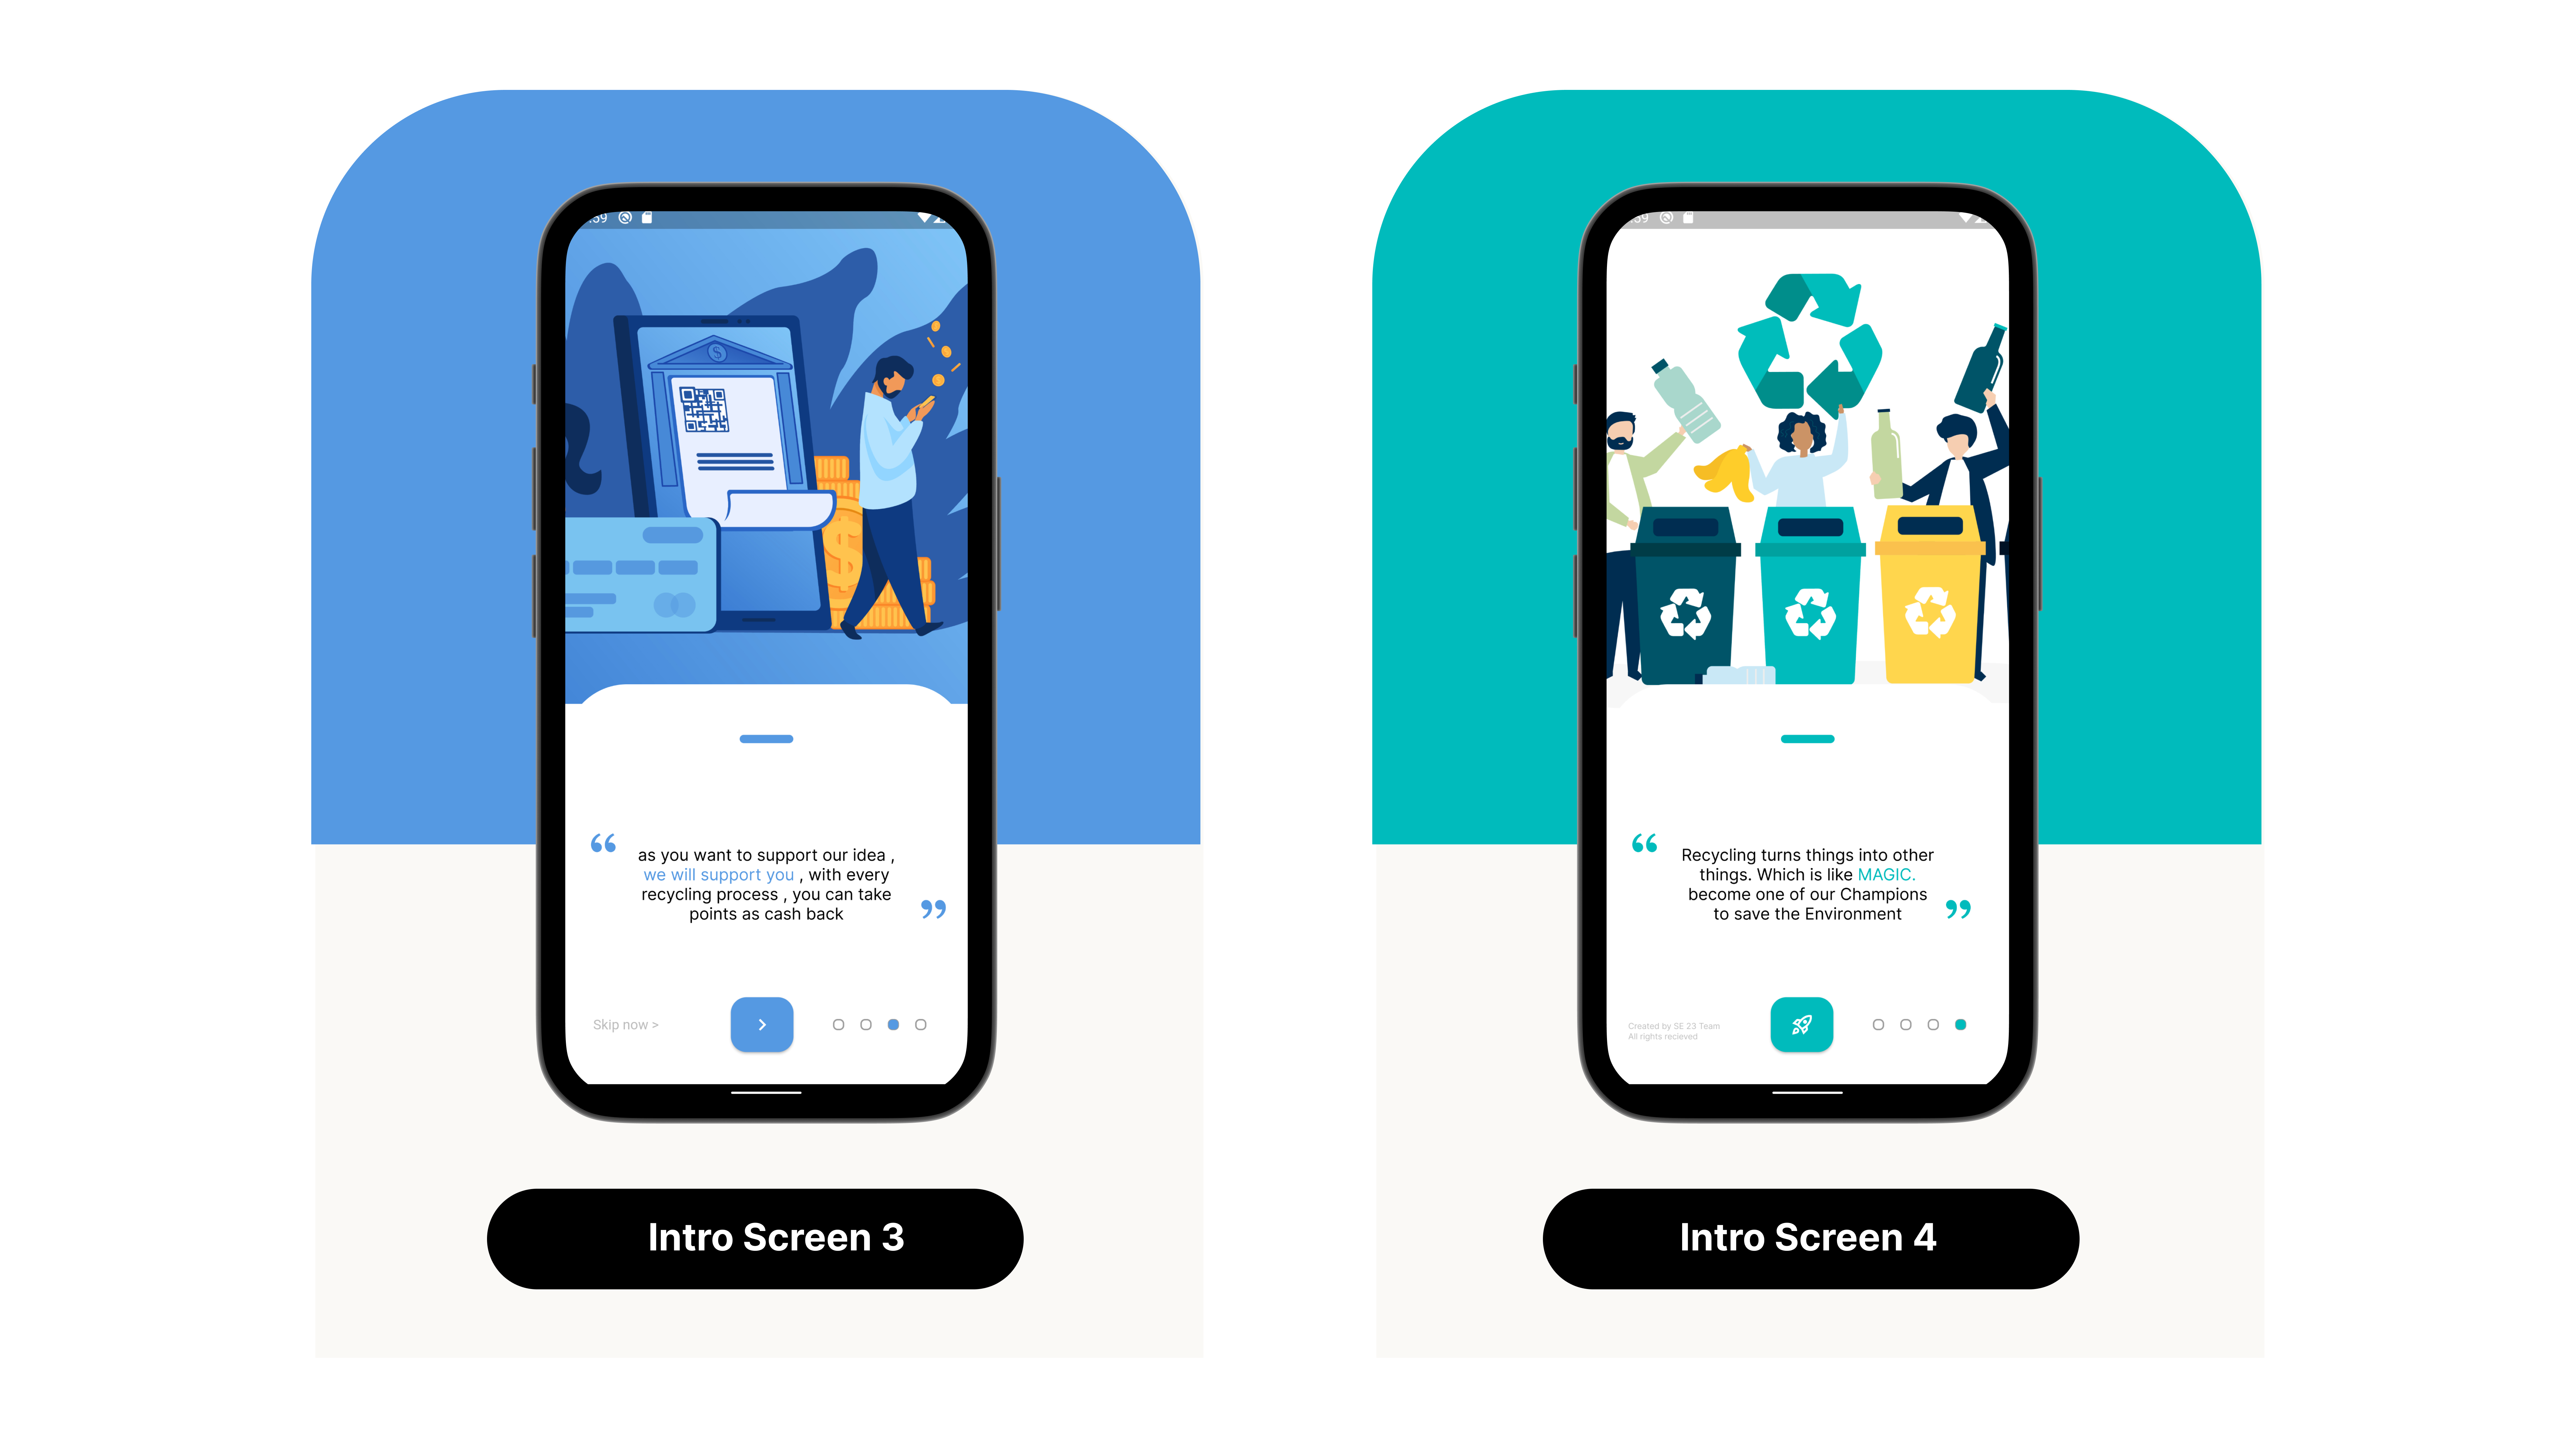 as you want to support our idea ,
we will support you , with every
recycling process , you can take
points as cash back
Skip now >
Intro Screen 3
Recycling turns things into other
things. Which is like MAGIC.
become one of our Champions
to save the Environment
Created by SE 23 Team
All rights recieved
Intro Screen 4